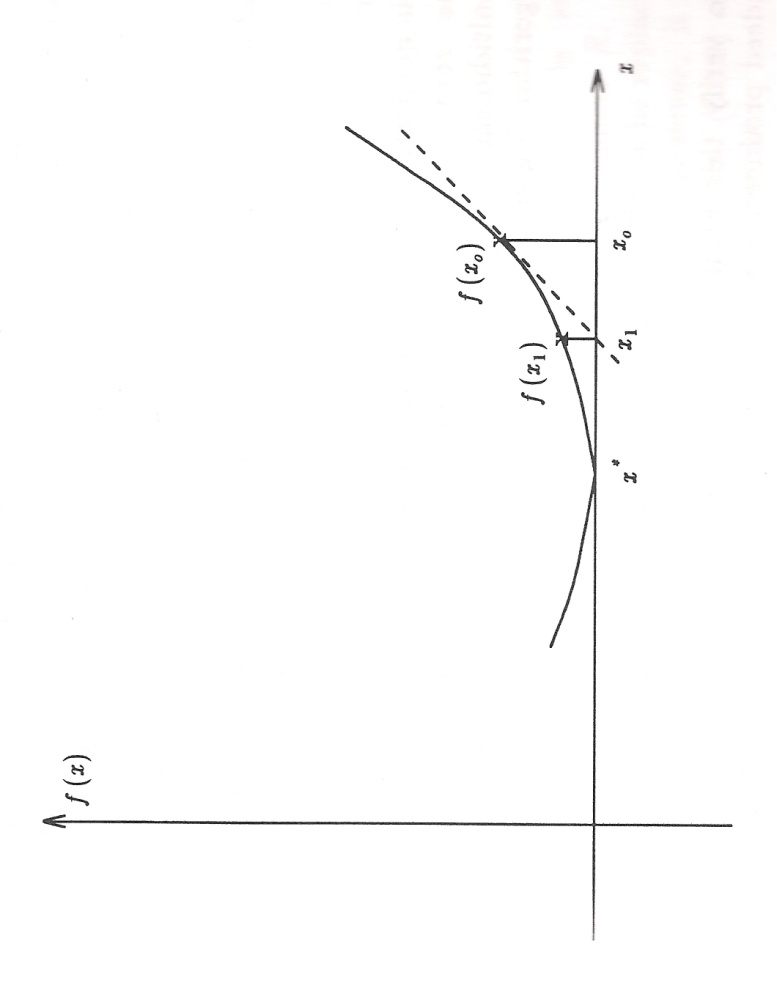 f (x)
f (x₀)
f (x₁)
x*
x₁
x₀
x